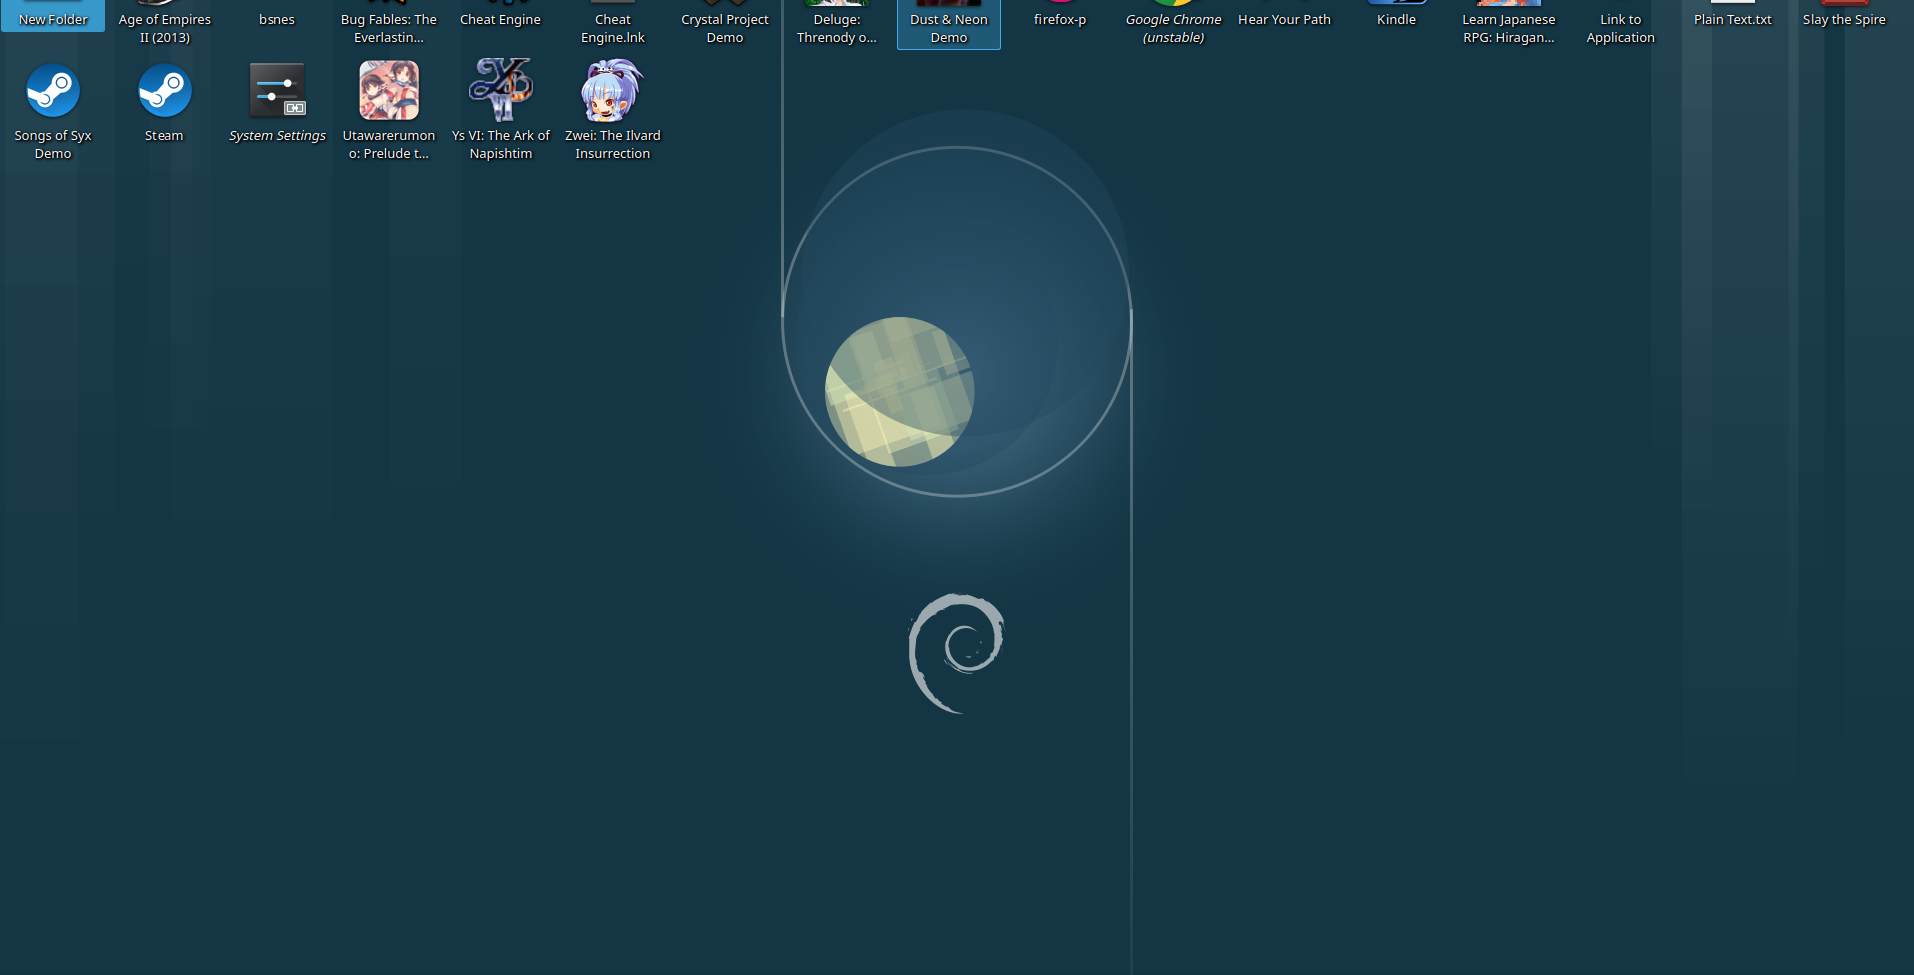 New Folder
Age of Empires
II (2013)
bsnes
Bug Fables: The
Everlastin...
Cheat Engine
Cheat
Engine.lnk
Crystal Project
Demo
Deluge:
Threnody o...
Dust & Neon
Demo
firefox-p
Google Chrome
(unstable)
Hear Your Path
Kindle
Learn Japanese
RPG: Hiragan...
Link to
Application
Plain Text.txt
Slay the Spire
Songs of Syx
Demo
Steam
System Settings
Utawarerumon
o: Prelude t...
Ys VI: The Ark of
Napishtim
Zwei: The Ilvard
Insurrection